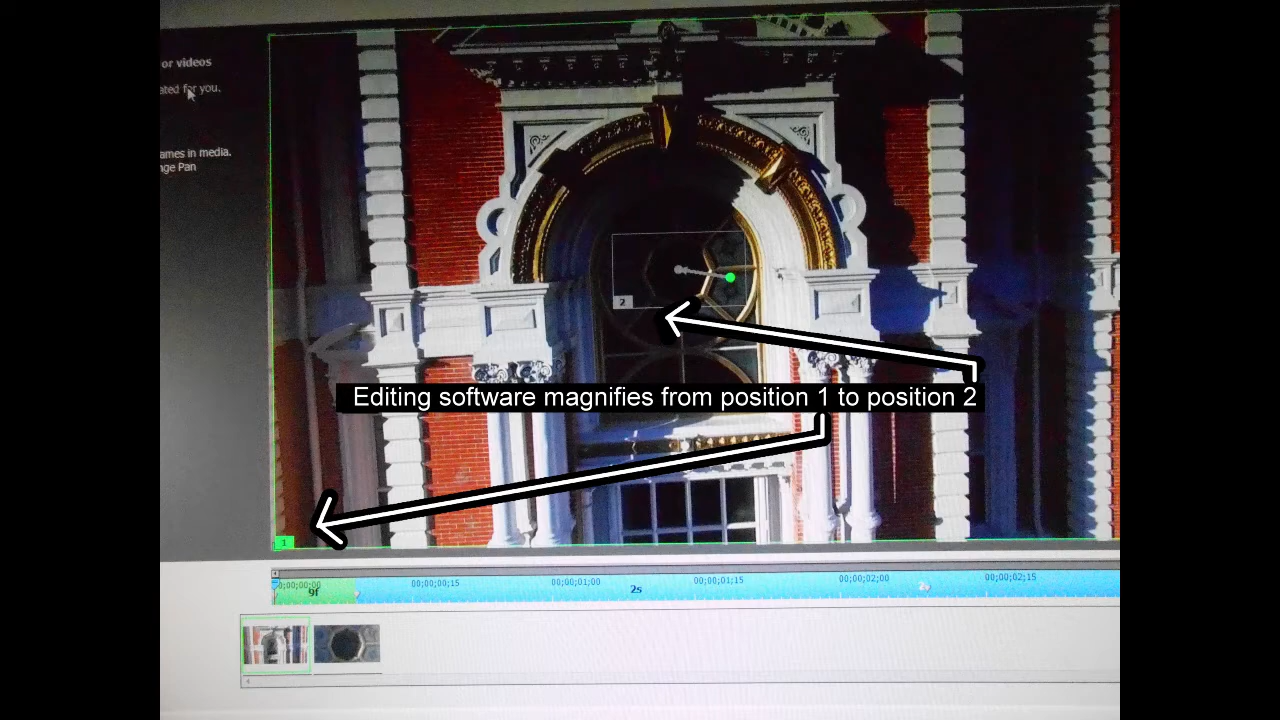 or videos
ated for you.
ames in media.
ge Pan
2
Editing software magnifies from position 1 to position 2
1
0;00;00;00
9f
00;00;00;15
00;00;01;00
2s
00;00;01;15
00;00;02;00
2s
00;00;02;15